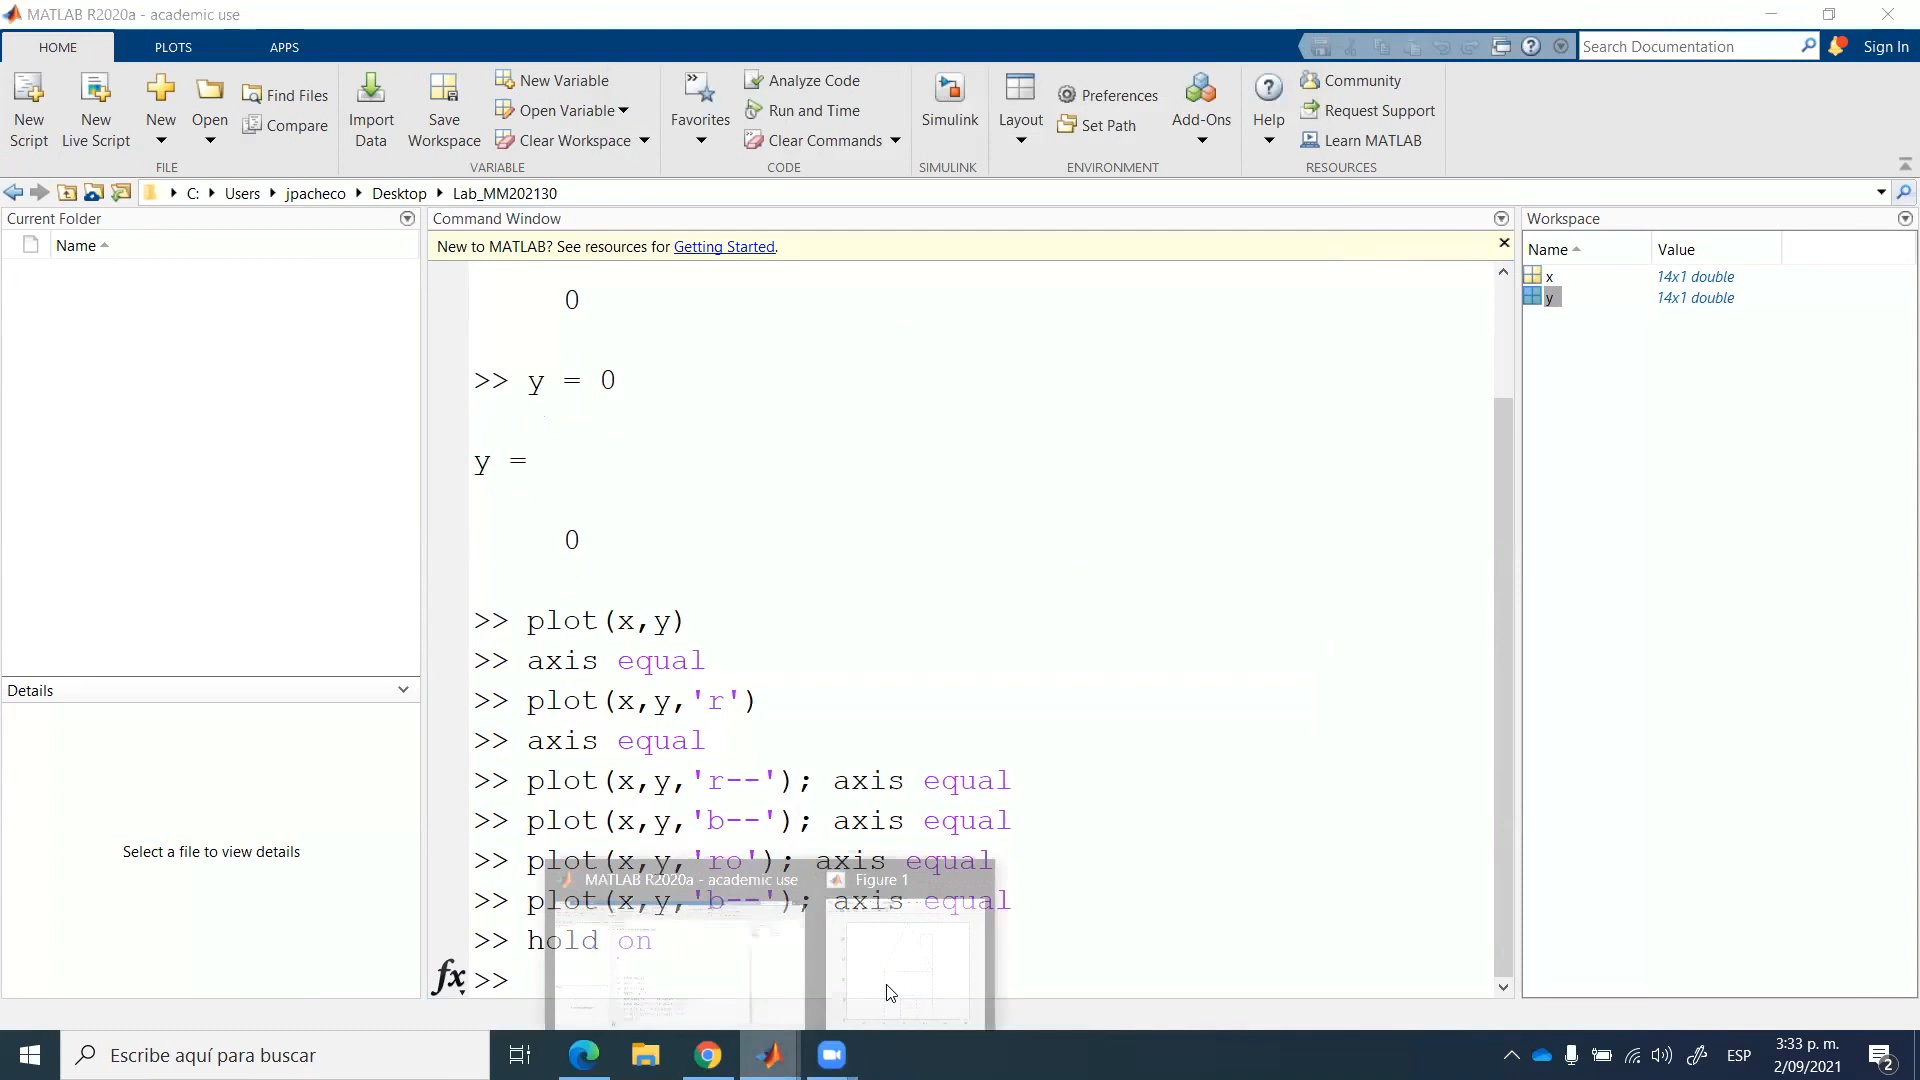 MATLAB R2020a - academic use
HOME
PLOTS
APPS
Search Documentation
Sign In
New Script
New Live Script
New
Open
Find Files
Compare
FILE
Import Data
Save Workspace
New Variable
Open Variable
Clear Workspace
VARIABLE
Favorites
Analyze Code
Run and Time
Clear Commands
CODE
Simulink
SIMULINK
Layout
Preferences
Set Path
Add-Ons
ENVIRONMENT
Help
Community
Request Support
Learn MATLAB
RESOURCES
C: Users jpacheco Desktop Lab_MM202130
Current Folder
Name
Details
Select a file to view details
Command Window
New to MATLAB? See resources for Getting Started.
0
>> y = 0
y =
0
>> plot(x,y)
>> axis equal
>> plot(x,y,'r')
>> axis equal
>> plot(x,y,'r--'); axis equal
>> plot(x,y,'b--'); axis equal
>> plot(x,y,'ro'); axis equal
>> plot(x,y,'b--'); axis equal
>> hold on
fx >>
MATLAB R2020a - academic use
Figure 1
Workspace
Name Value
x 14x1 double
y 14x1 double
Escribe aquí para buscar
ESP
3:33 p. m.
2/09/2021
2